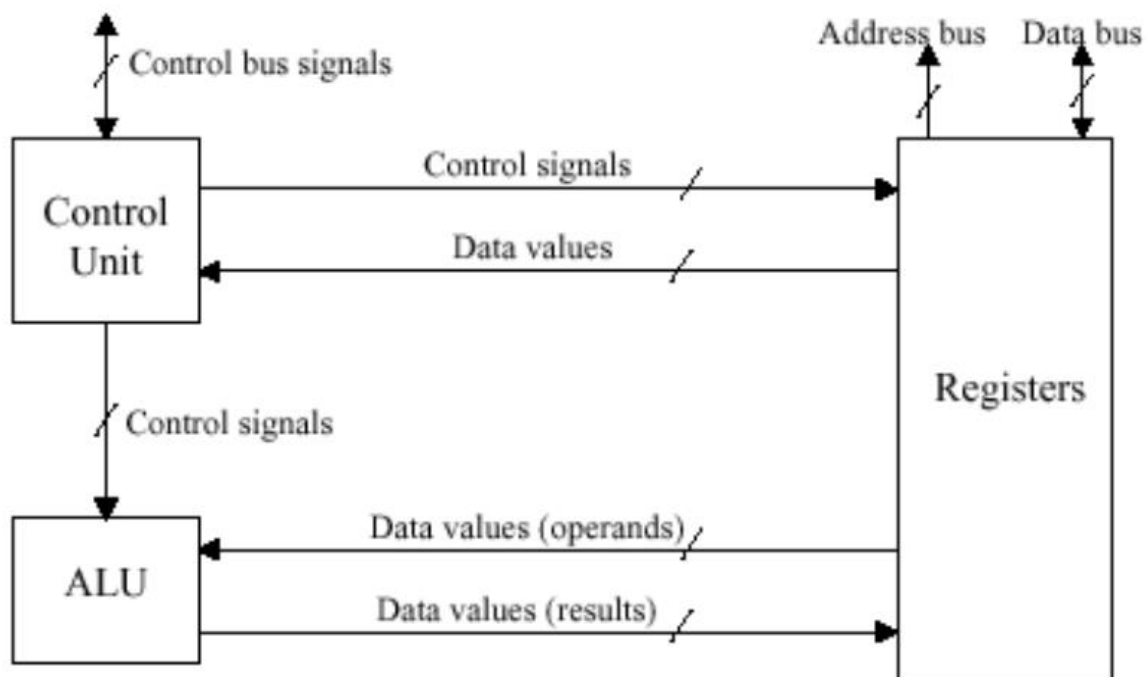 Address bus
Data bus
Control bus signals
Control signals
Control
Unit
Data values
Registers
Control signals
Data values (operands)
ALU
Data values (results)